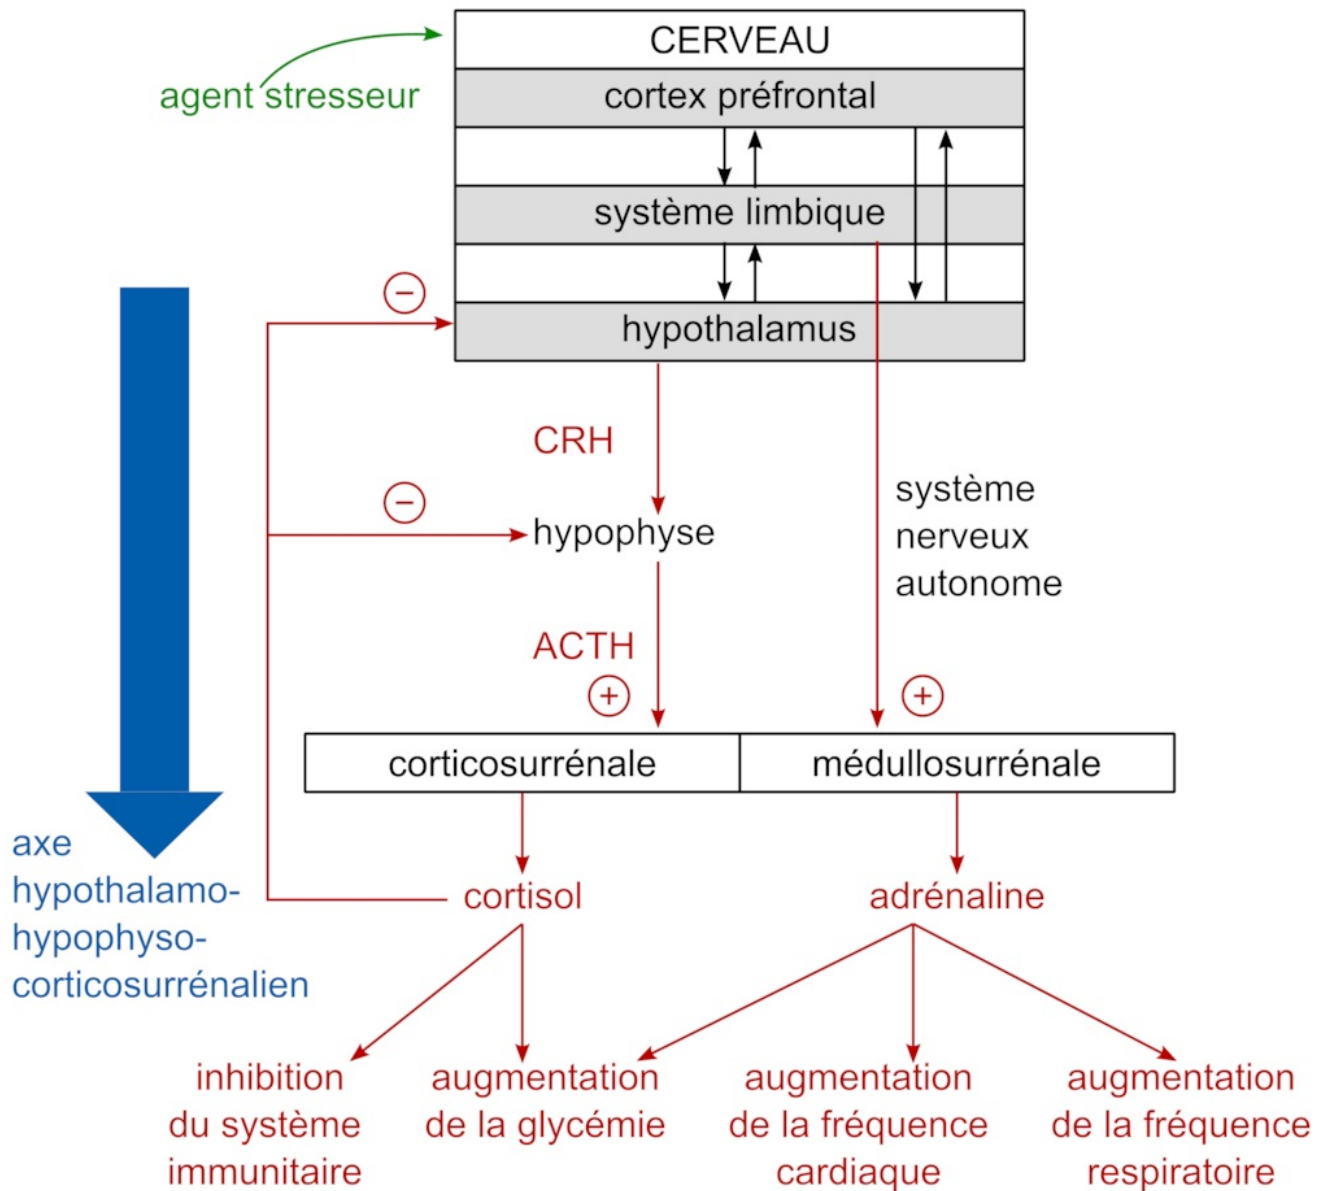 CERVEAU
agent stresseur
cortex préfrontal
système limbique
−
hypothalamus
CRH
système
nerveux
autonome
−
hypophyse
ACTH
+
+
corticosurrénale
médullosurrénale
axe
hypothalamo-
hypophyso-
corticosurrénalien
cortisol
adrénaline
inhibition
du système
immunitaire
augmentation
de la glycémie
augmentation
de la fréquence
cardiaque
augmentation
de la fréquence
respiratoire